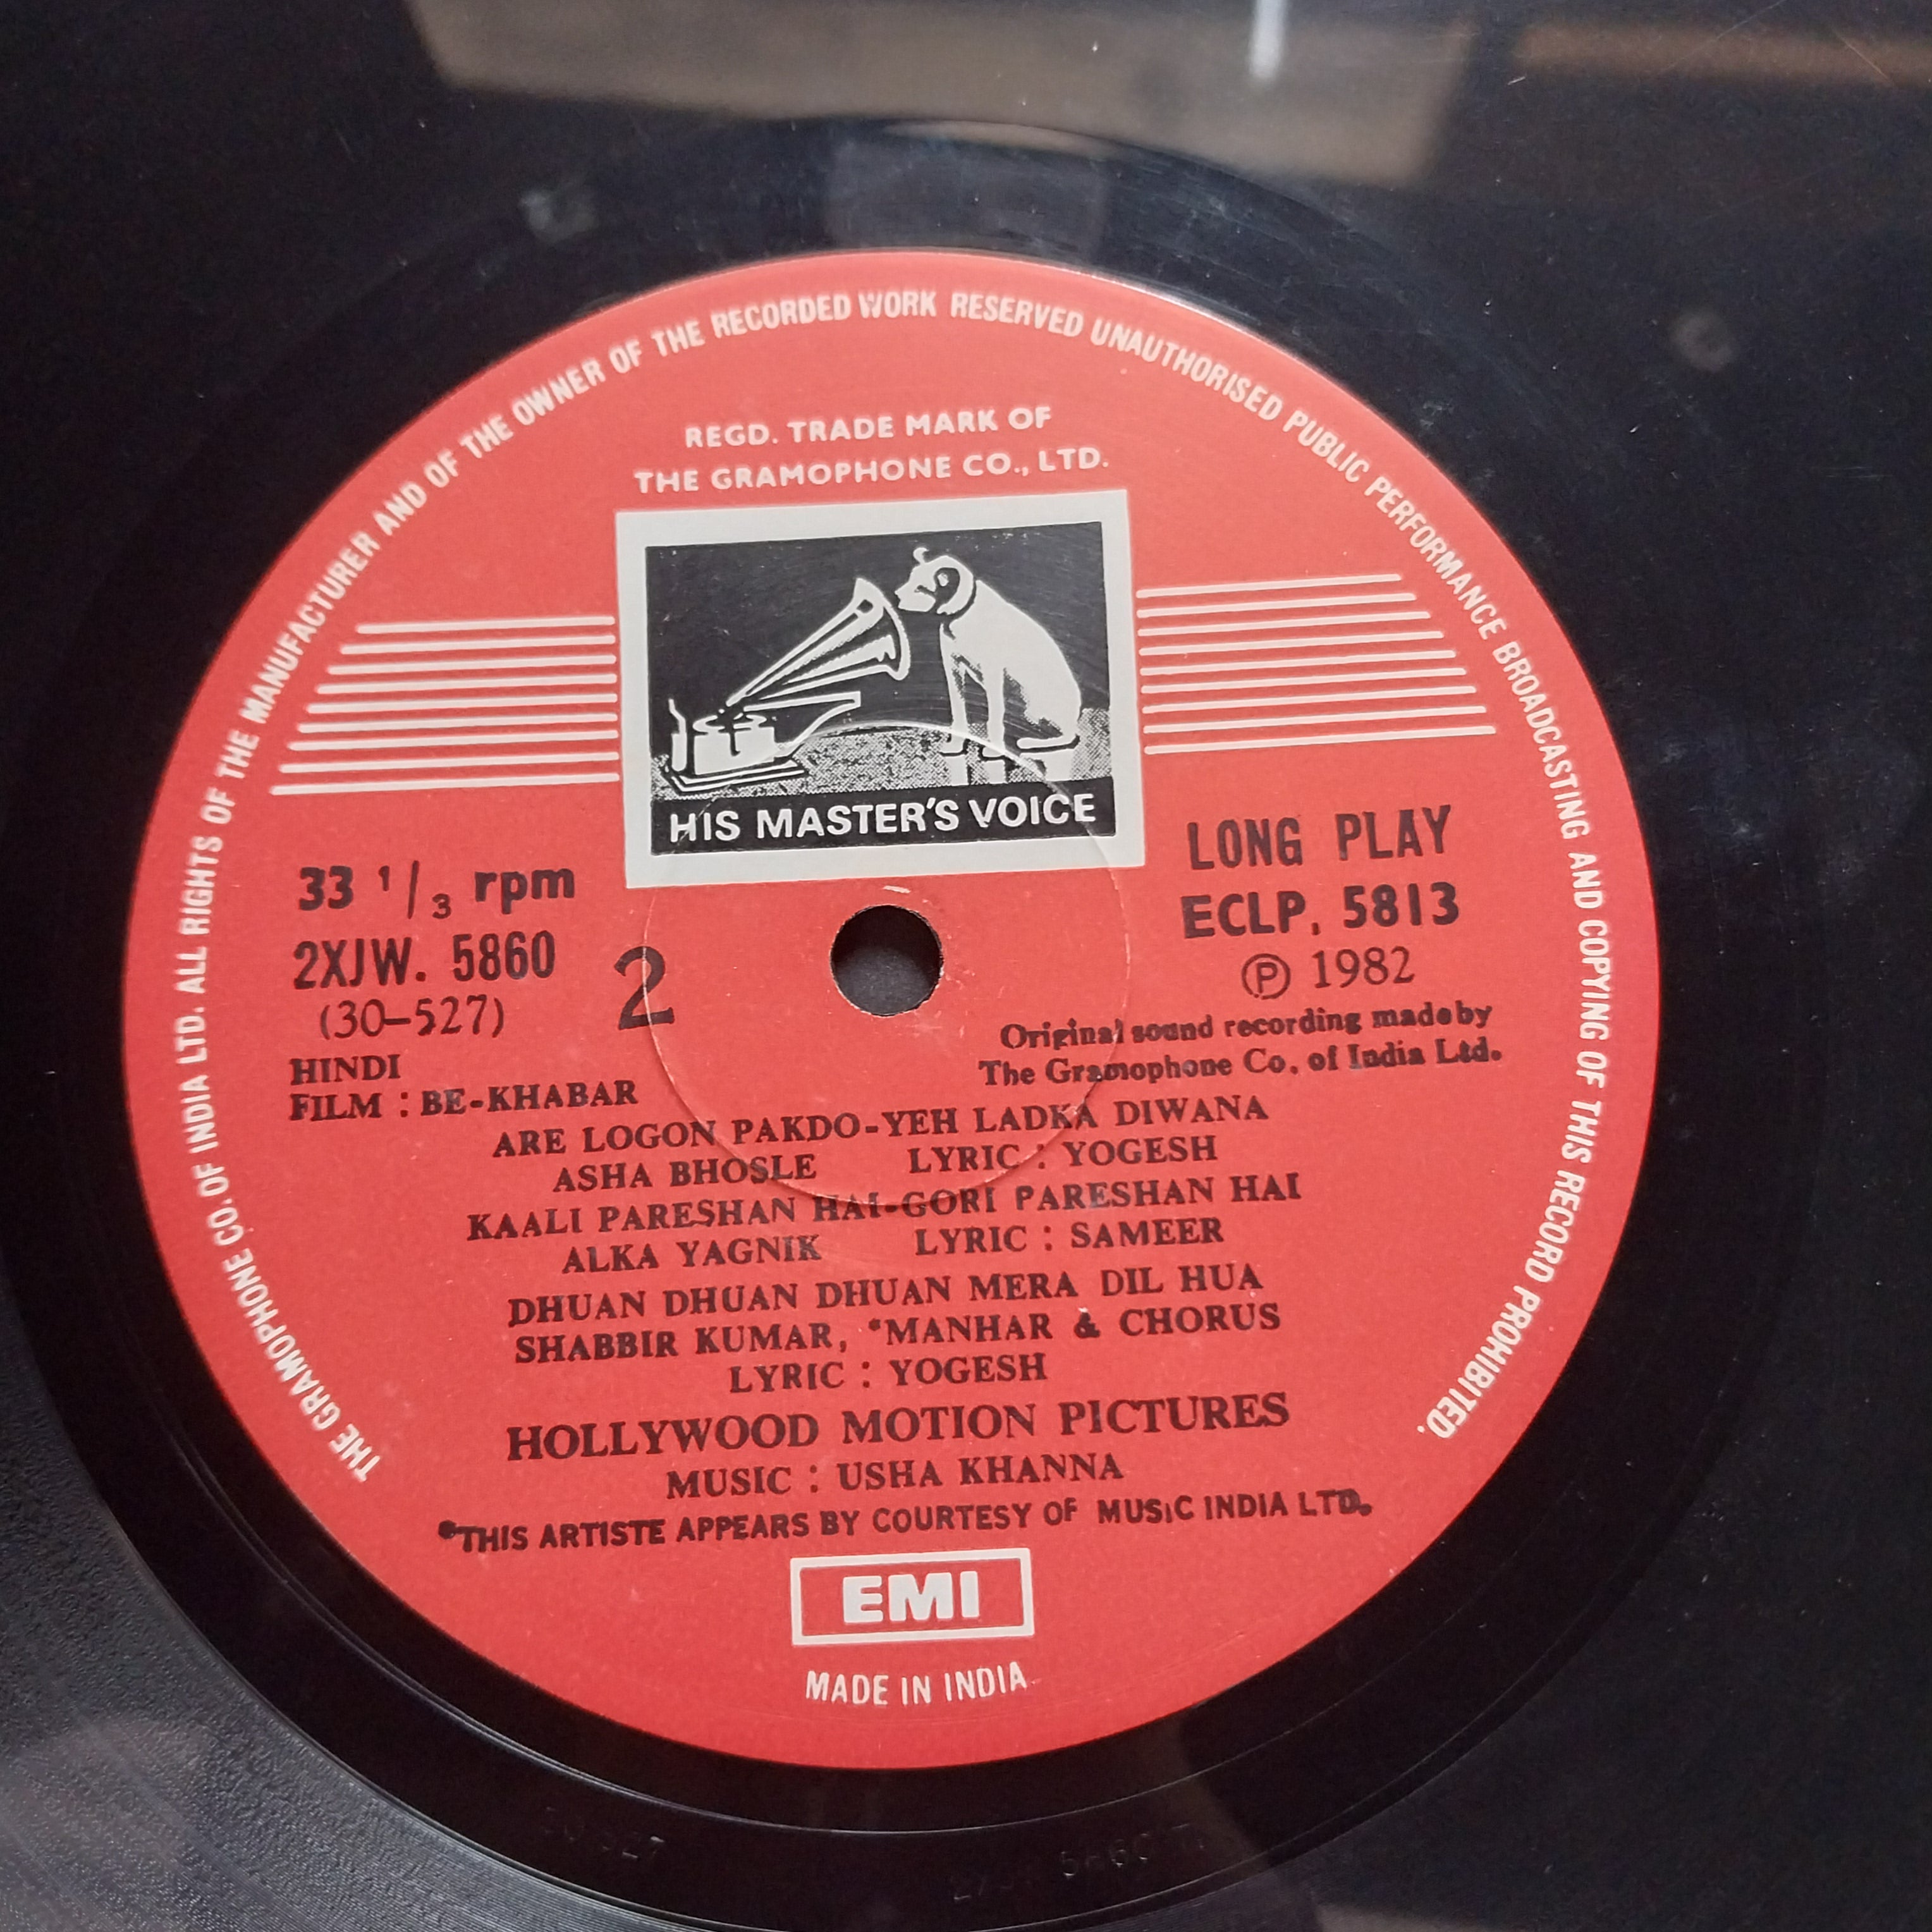 THE GRAMOPHONE CO. OF INDIA LTD. ALL RIGHTS OF THE MANUFACTURER AND OF THE OWNER OF THE RECORDED WORK RESERVED UNAUTHORISED PUBLIC PERFORMANCE BROADCASTING AND COPYING OF THIS RECORD PROHIBITED.
REGD. TRADE MARK OF
THE GRAMOPHONE CO., LTD.
HIS MASTER'S VOICE
33 1/3 rpm
2XJW. 5860
(30-527)
2
LONG PLAY
ECLP. 5813
Ⓟ 1982
Original sound recording made by
The Gramophone Co. of India Ltd.
HINDI
FILM : BE-KHABAR
ARE LOGON PAKDO-YEH LADKA DIWANA
ASHA BHOSLE LYRIC : YOGESH
KAALI PARESHAN HAI-GORI PARESHAN HAI
ALKA YAGNIK LYRIC : SAMEER
DHUAN DHUAN DHUAN MERA DIL HUA
SHABBIR KUMAR, *MANHAR & CHORUS
LYRIC : YOGESH
HOLLYWOOD MOTION PICTURES
MUSIC : USHA KHANNA
*THIS ARTISTE APPEARS BY COURTESY OF MUSIC INDIA LTD.
EMI
MADE IN INDIA